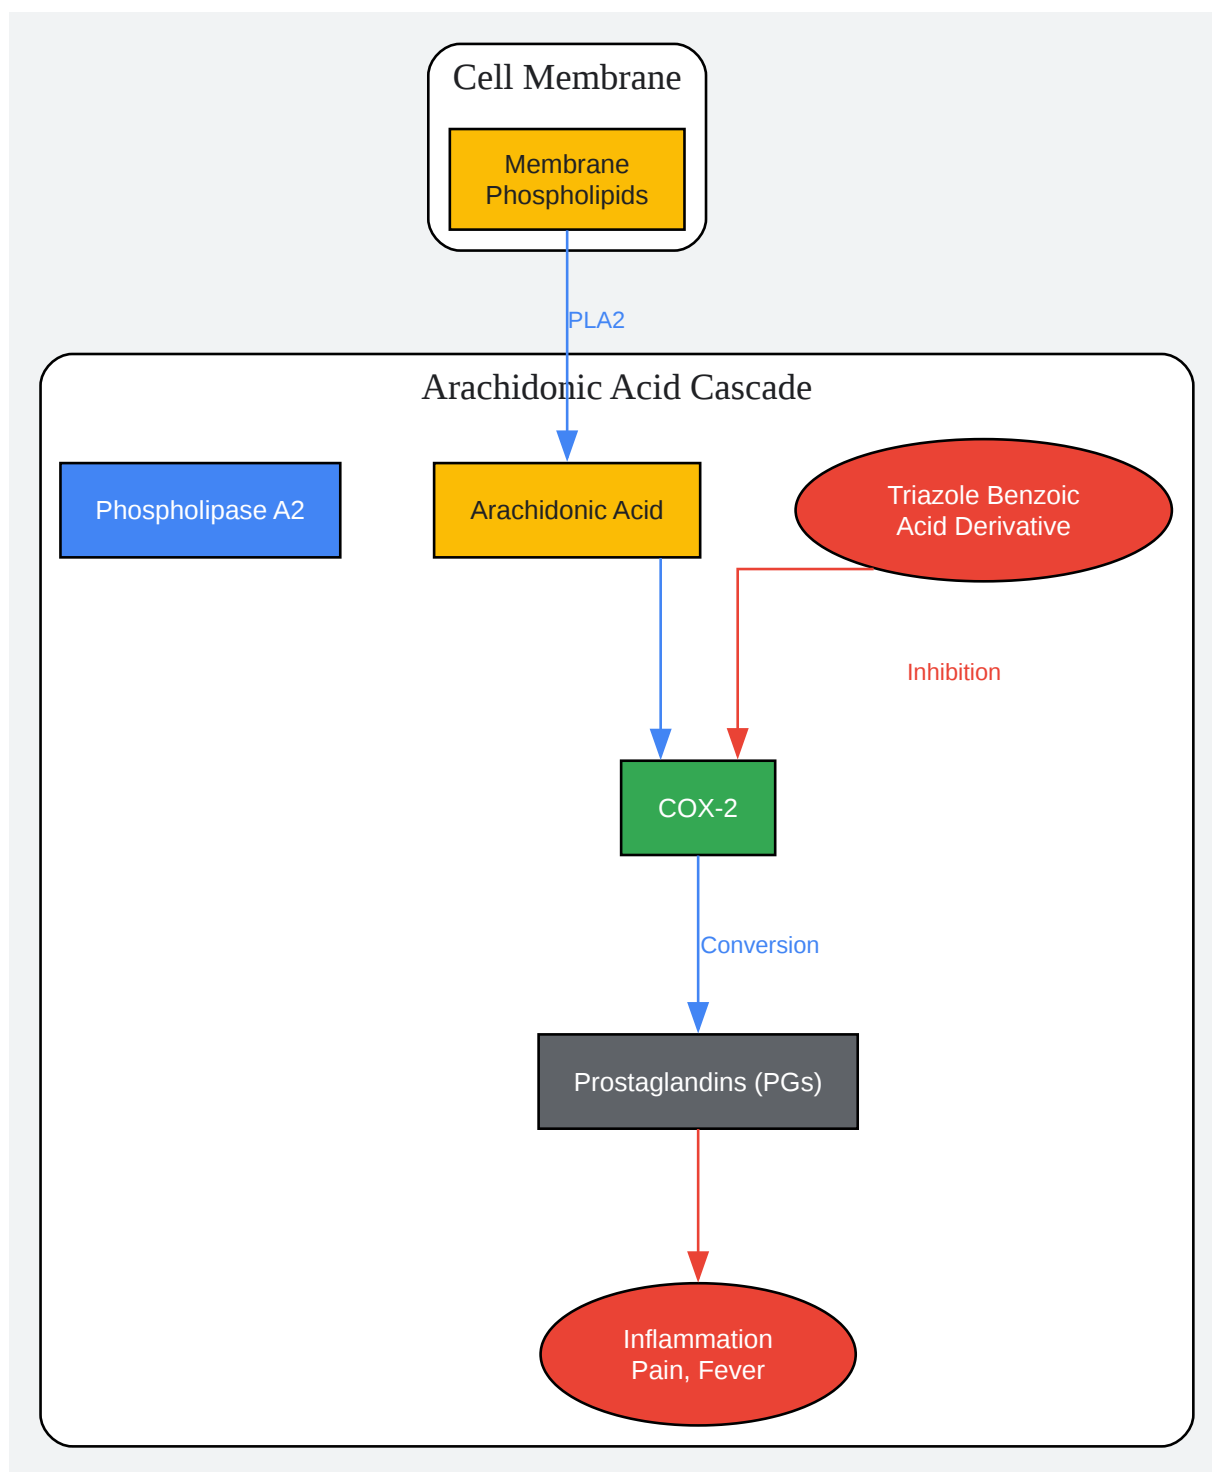 Cell Membrane
Membrane
Phospholipids
PLA2
Arachidonic Acid Cascade
Phospholipase A2
Arachidonic Acid
Triazole Benzoic
Acid Derivative
Inhibition
COX-2
Conversion
Prostaglandins (PGs)
Inflammation
Pain, Fever